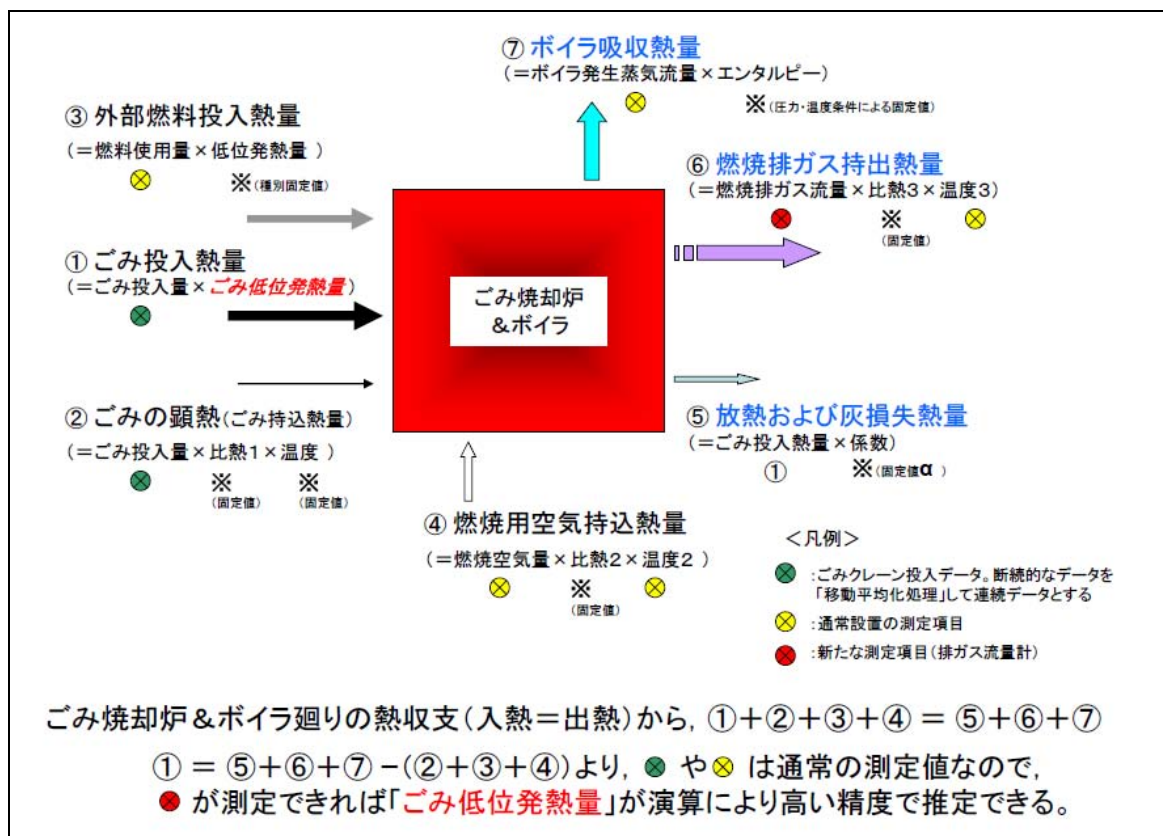 ⑦ ボイラ吸収熱量
(＝ボイラ発生蒸気流量×エンタルピー)
※(圧力・温度条件による固定値)
③ 外部燃料投入熱量
(＝燃料使用量×低位発熱量 )
※(種別固定値)
⑥ 燃焼排ガス持出熱量
(＝燃焼排ガス流量×比熱3×温度3)
※
(固定値)
① ごみ投入熱量
(＝ごみ投入量×ごみ低位発熱量)
ごみ焼却炉
＆ボイラ
② ごみの顕熱(ごみ持込熱量)
(＝ごみ投入量×比熱1×温度 )
※ ※
(固定値) (固定値)
⑤ 放熱および灰損失熱量
(＝ごみ投入熱量×係数)
① ※(固定値α )
④ 燃焼用空気持込熱量
(＝燃焼空気量×比熱2×温度2 )
※
(固定値)
＜凡例＞
:ごみクレーン投入データ。断続的なデータを
「移動平均化処理」して連続データとする
:通常設置の測定項目
:新たな測定項目(排ガス流量計)
ごみ焼却炉＆ボイラ廻りの熱収支(入熱＝出熱)から, ①＋②＋③＋④ ＝ ⑤＋⑥＋⑦
① ＝ ⑤＋⑥＋⑦－(②＋③＋④)より, や は通常の測定値なので,
が測定できれば「ごみ低位発熱量」が演算により高い精度で推定できる。